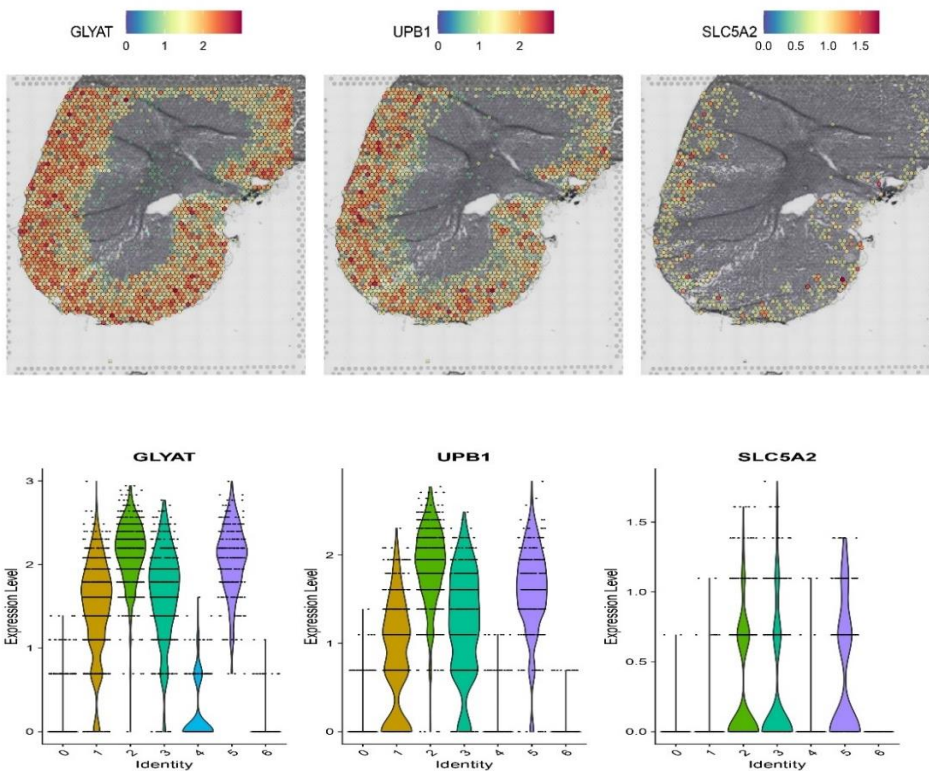 GLYAT 0 1 2
UPB1 0 1 2
SLC5A2 0.0 0.5 1.0 1.5
GLYAT
Expression Level
3
2
1
0
0 1 2 3 4 5 6
Identity
UPB1
Expression Level
2
1
0
0 1 2 3 4 5 6
Identity
SLC5A2
Expression Level
1.5
1.0
0.5
0.0
0 1 2 3 4 5 6
Identity